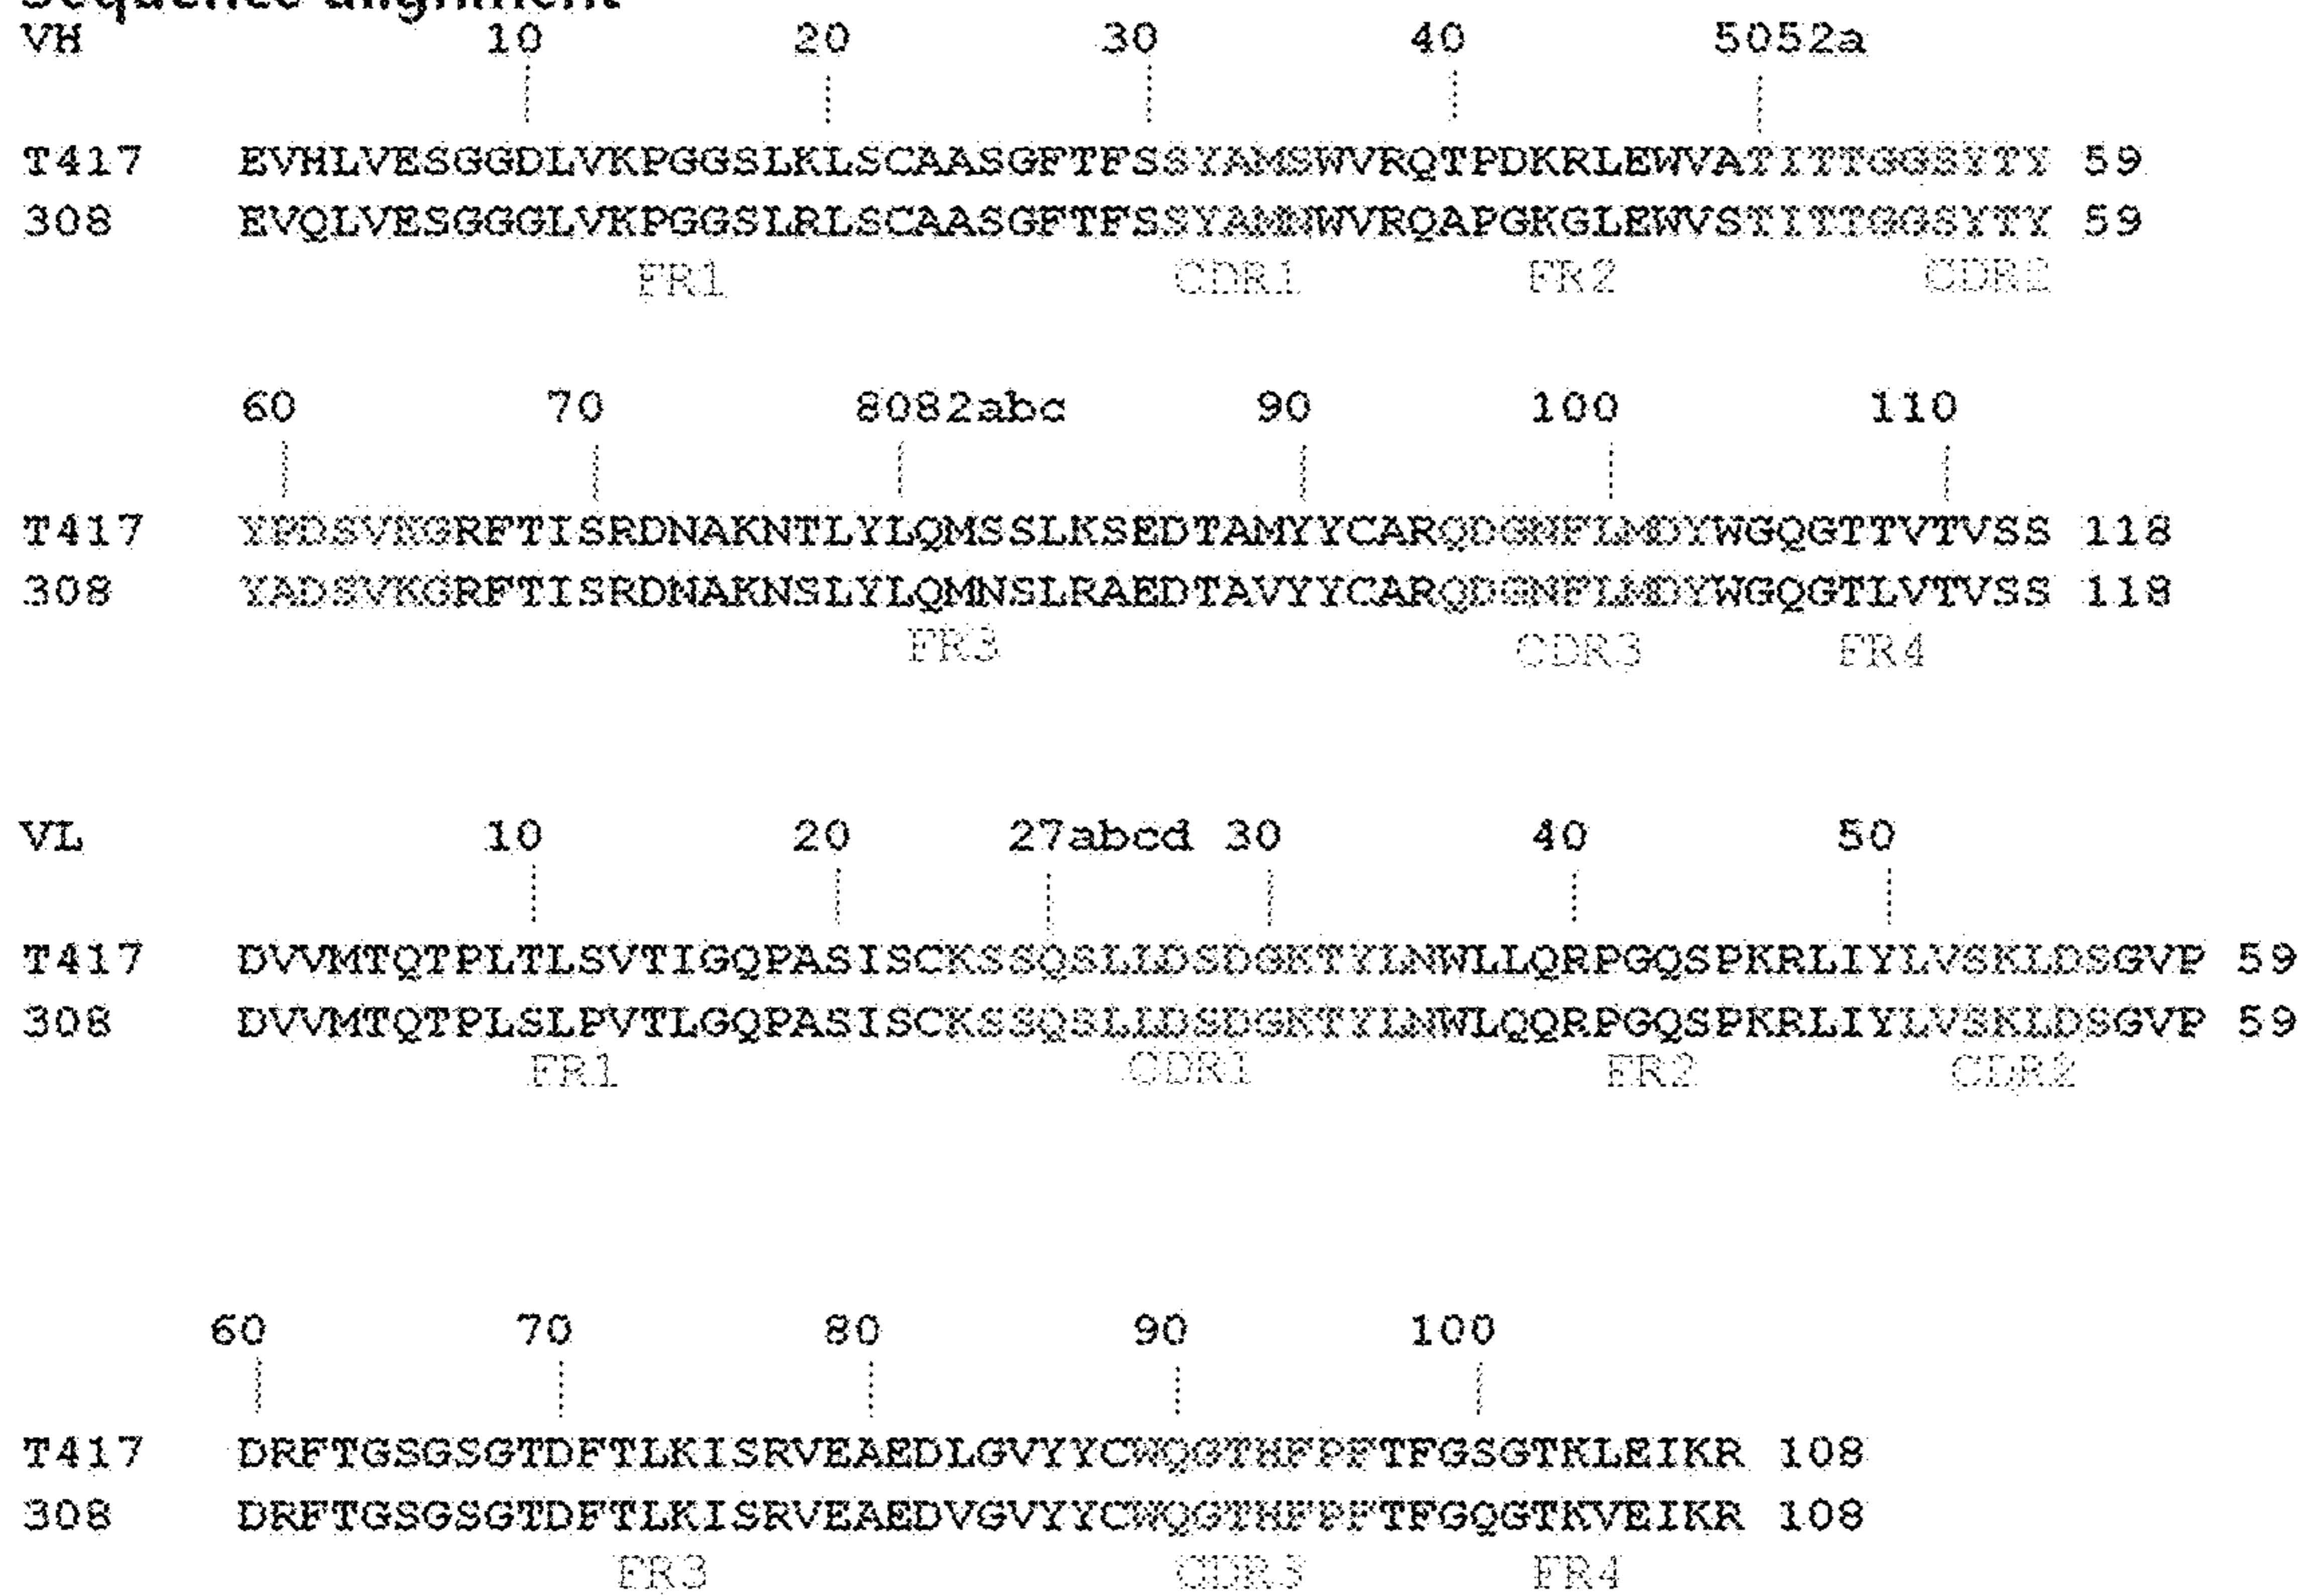 Sequence alignment
VH 10 20 30 40 5052a
T417 EVHLVESGGDLVKPGGSLKLSCAASGFTFSSYAMSWVRQTPDKRLEWVATITTGGSYTY 59
308 EVQLVESGGGLVKPGGSLRLSCAASGFTFSSYAMNWVRQAPGKGLEWVSTITTGGSYTY 59
FR1 CDR1 FR2 CDR2
60 70 8082abc 90 100 110
T417 YPDSVKGRFTISRDNAKNTLYLQMSSLKSEDTAMYYCARQDGNFLMDYWGQGTTVTVSS 118
308 YADSVKGRFTISRDNAKNSLYLQMNSLRAEDTAVYYCARQDGNFLMDYWGQGTLVTVSS 118
FR3 CDR3 FR4
VL 10 20 27abcd 30 40 50
T417 DVVMTQTPLTLSVTIGQPASISCKSSQSLLDSDGKTYLNWLLQRPGQSPKRLIYLVSKLDSGVP 59
308 DVVMTQTPLSLPVTLGQPASISCKSSQSLLDSDGKTYLNWLQQRPGQSPKRLIYLVSKLDSGVP 59
FR1 CDR1 FR2 CDR2
60 70 80 90 100
T417 DRFTGSGSGTDFTLKISRVEAEDLGVYYCWQGTHFPFTFGSGTKLEIKR 108
308 DRFTGSGSGTDFTLKISRVEAEDVGVYYCWQGTHFPFTFGQGTKVEIKR 108
FR3 CDR3 FR4